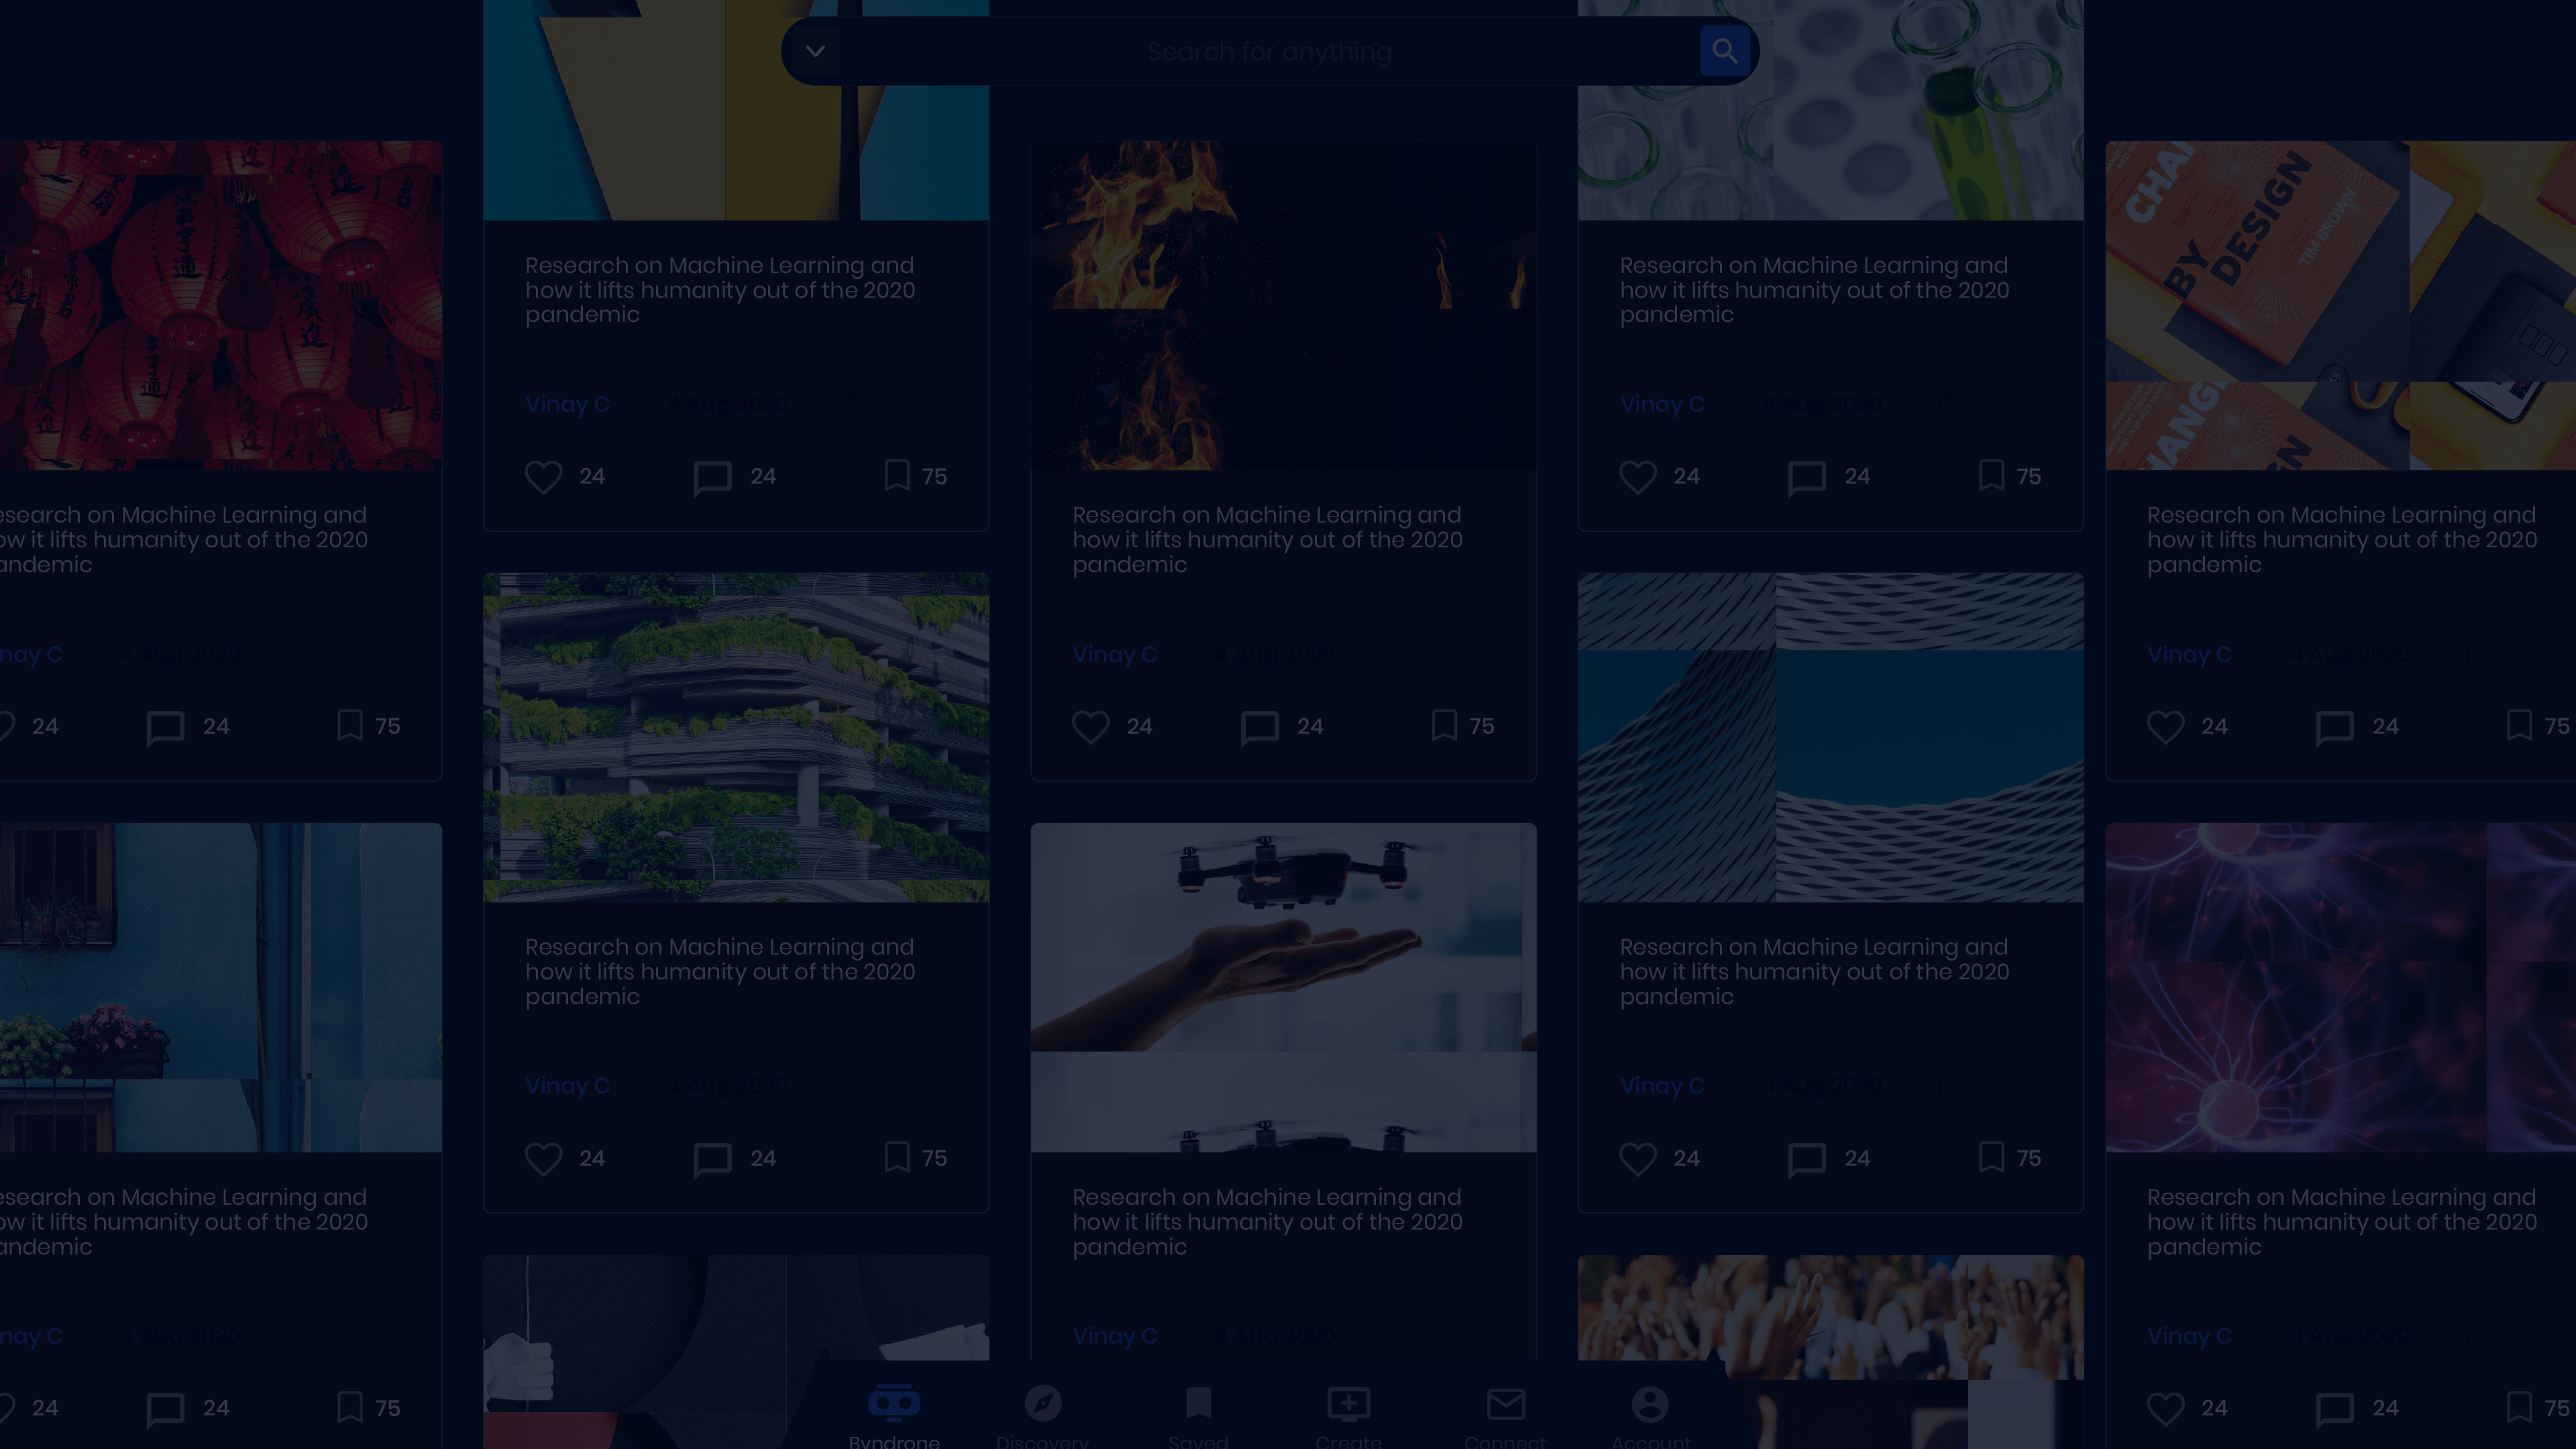 Search for anything
esearch on Machine Learning and
ow it lifts humanity out of the 2020
andemic
nay C 4 Aug 2020 Space
24 24 75
esearch on Machine Learning and
ow it lifts humanity out of the 2020
andemic
nay C 4 Aug 2020 Space
24 24 75
Research on Machine Learning and
how it lifts humanity out of the 2020
pandemic
Vinay C 4 Aug 2020 Space
24 24 75
Research on Machine Learning and
how it lifts humanity out of the 2020
pandemic
Vinay C 4 Aug 2020 Space
24 24 75
Research on Machine Learning and
how it lifts humanity out of the 2020
pandemic
Vinay C 4 Aug 2020 Space
24 24 75
Research on Machine Learning and
how it lifts humanity out of the 2020
pandemic
Vinay C 4 Aug 2020 Space
Research on Machine Learning and
how it lifts humanity out of the 2020
pandemic
Vinay C 4 Aug 2020
24 24 75
Research on Machine Learning and
how it lifts humanity out of the 2020
pandemic
Vinay C 4 Aug 2020
24 24 75
CHA
BY
DESIGN
TIM BROWN
HANG
Research on Machine Learning and
how it lifts humanity out of the 2020
pandemic
Vinay C 4 Aug 2020
24 24 75
Research on Machine Learning and
how it lifts humanity out of the 2020
pandemic
Vinay C 4 Aug 2020
24 24 75
Byndrone Discovery Saved Create Connect Account